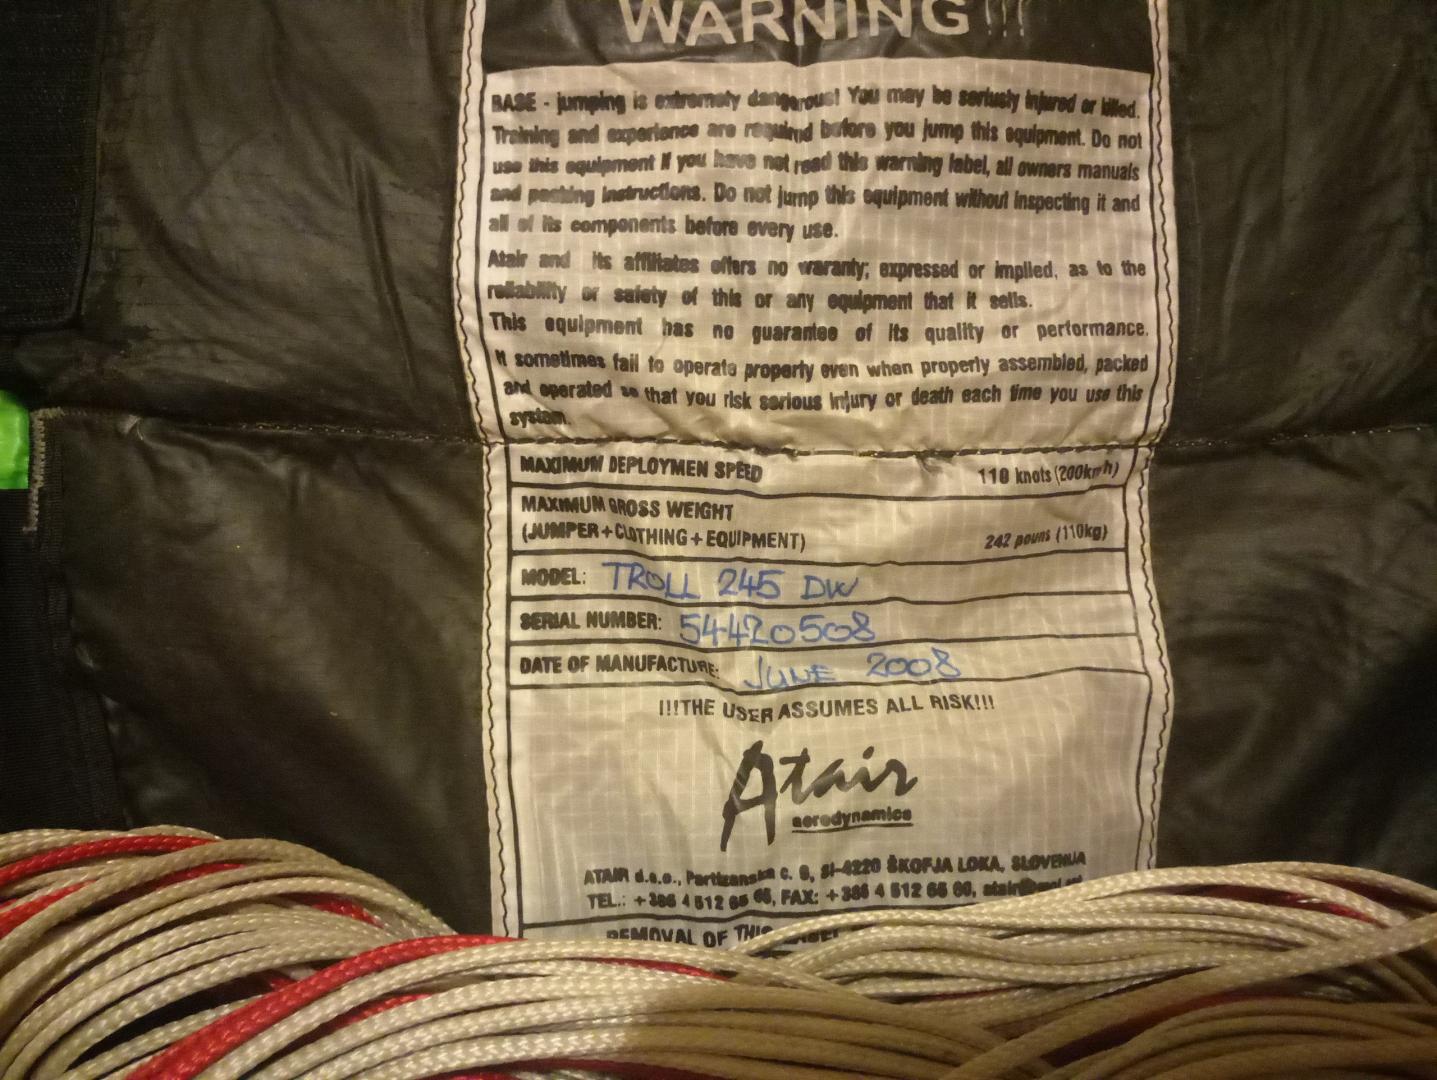 WARNING!!!
BASE - jumping is extremely dangerous! You may be seriusly injured or killed.
Training and experience are required before you jump this equipment. Do not
use this equipment if you have not read this warning label, all owners manuals
and packing instructions. Do not jump this equipment without inspecting it and
all of its components before every use.
Atair and its affiliates offers no waranty; expressed or implied, as to the
reliability or safety of this or any equipment that it sells.
This equipment has no guarantee of its quality or performance.
It sometimes fail to operate properly even when properly assembled, packed
and operated so that you risk serious injury or death each time you use this
system.
MAXIMUM DEPLOYMEN SPEED 110 knots (200km/h)
MAXIMUM GROSS WEIGHT
(JUMPER+CLOTHING+EQUIPMENT) 242 pouns (110kg)
MODEL: TROLL 245 DW
SERIAL NUMBER: 54420508
DATE OF MANUFACTURE: JUNE 2008
!!!THE USER ASSUMES ALL RISK!!!
Atair
aerodynamics
ATAIR d.o.o., Partizanska c. SI-4220 ŠKOFJA LOKA, SLOVENIJA
TEL.: +386 4 512 FAX: +386 4 512
REMOVAL OF THIS LABEL